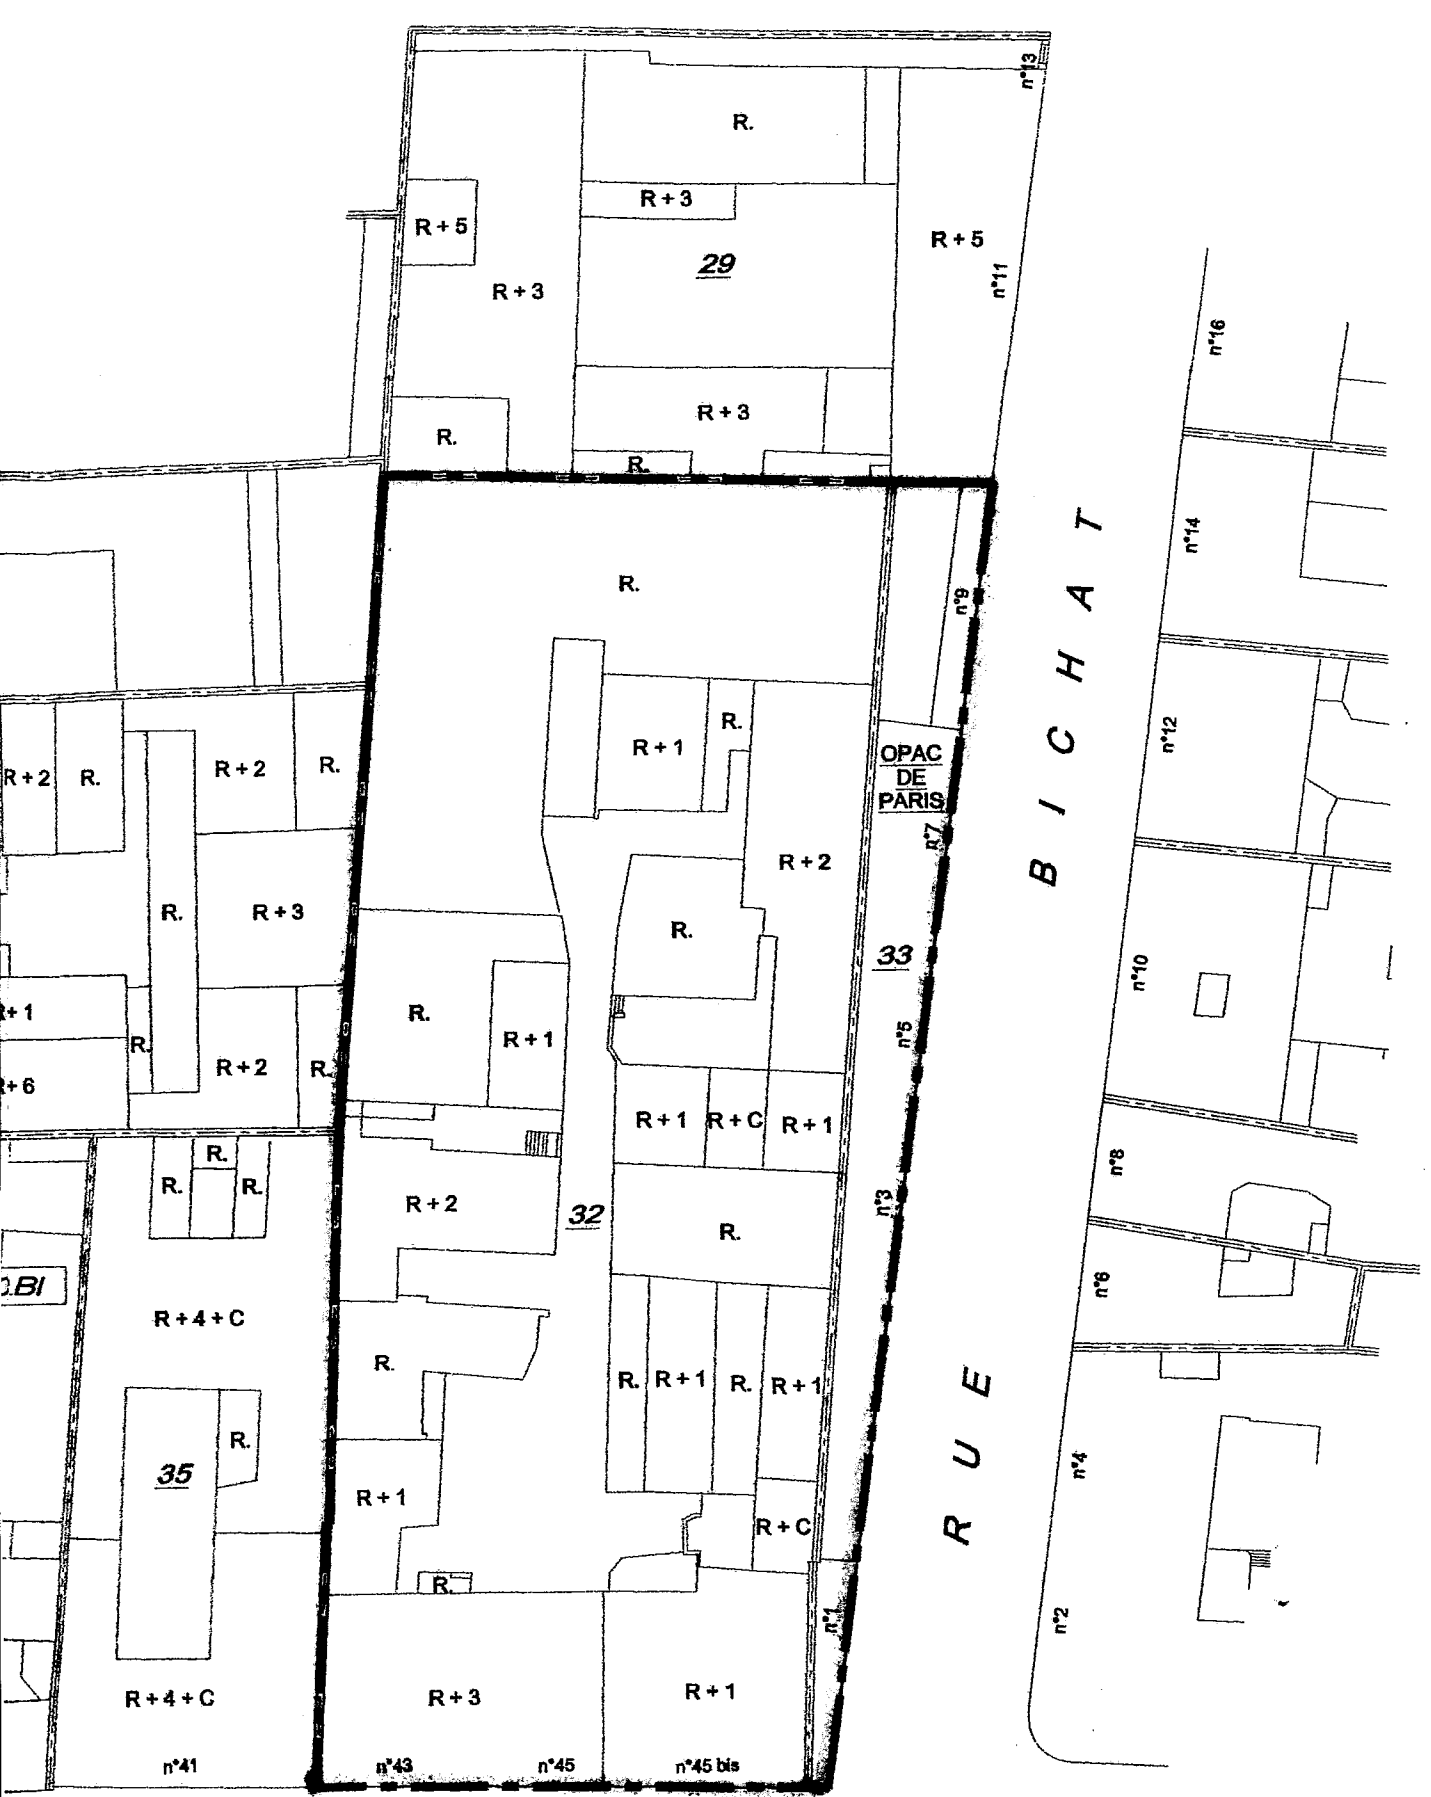 n°13
R.
R + 3
R + 5
29
R + 5
n°11
R + 3
n°16
R + 3
R.
R.
n°14
R.
n°9
RUE BICHAT
R.
R + 1
n°12
R + 2
R.
R + 2
R.
OPAC
DE
PARIS
n°7
R + 2
R.
R + 3
R.
33
n°10
R.
R + 1
R + 1
n°5
R.
R + 2
R.
R + 6
R + 1
R + C
R + 1
R.
n°8
R.
R.
R + 2
n°3
32
R.
n°6
R + 4 + C
R.
R.
R + 1
R.
R + 1
R.
n°4
35
R + 1
R + C
R.
n°1
n°2
R + 4 + C
R + 3
R + 1
n°41
n°43
n°45
n°45 bis